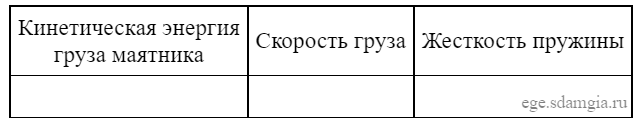 Кинетическая энергия
груза маятника
Скорость груза
Жесткость пружины
ege.sdamgia.ru